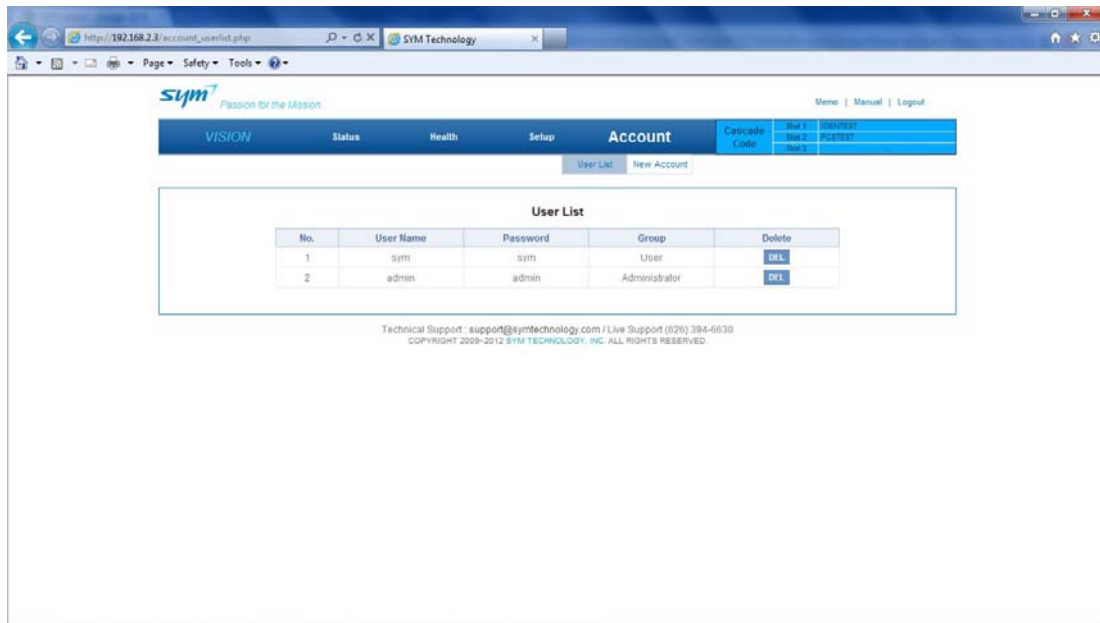 http://192.168.2.3/account_userlist.php
SYM Technology
Page Safety Tools
sym Passion for the Mission
Memo | Manual | Logout
VISION Status Health Setup Account Cascade Code
Slot 1 IDENTEST
Slot 2 PCSTEST
Slot 3 -
User List New Account
User List
No. User Name Password Group Delete
1 sym sym User DEL
2 admin admin Administrator DEL
Technical Support : support@symtechnology.com / Live Support (626) 394-6630
COPYRIGHT 2009-2012 SYM TECHNOLOGY, INC. ALL RIGHTS RESERVED.